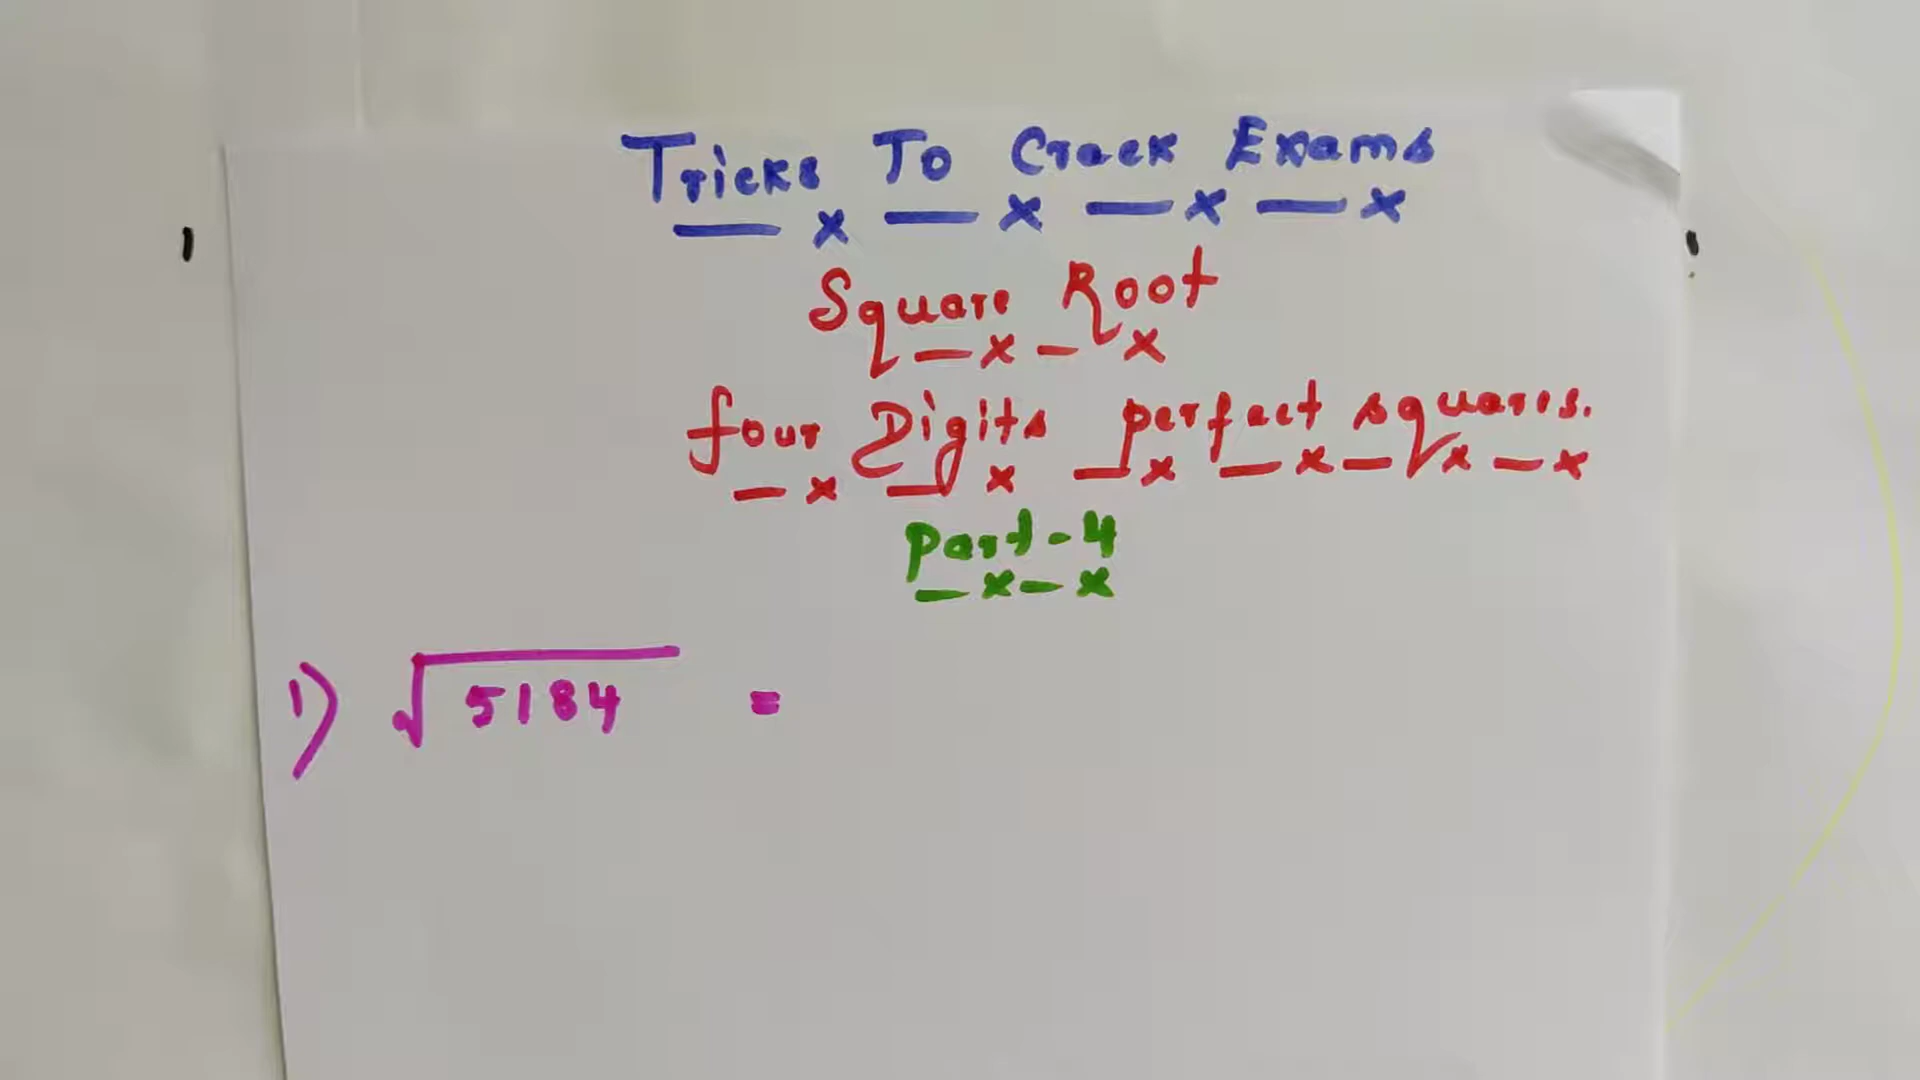 Tricks To Crack Exams
Square Root
four Digits perfect squares.
Part-4
1) √5184 =